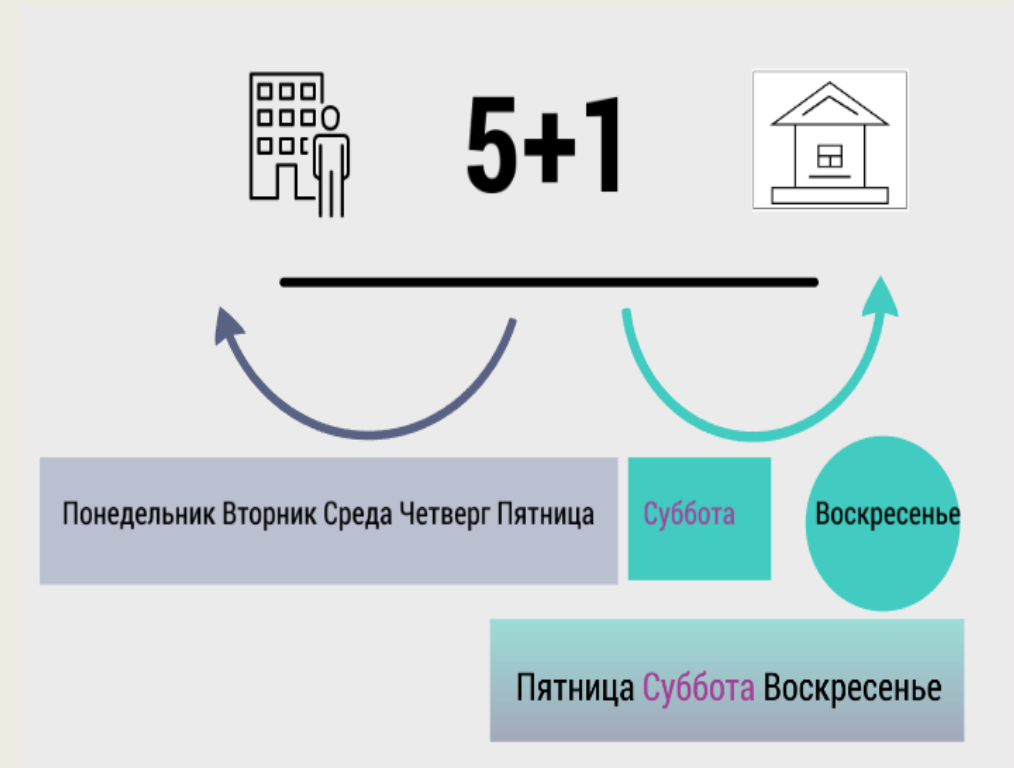 5+1
Понедельник Вторник Среда Четверг Пятница
Суббота
Воскресенье
Пятница Суббота Воскресенье